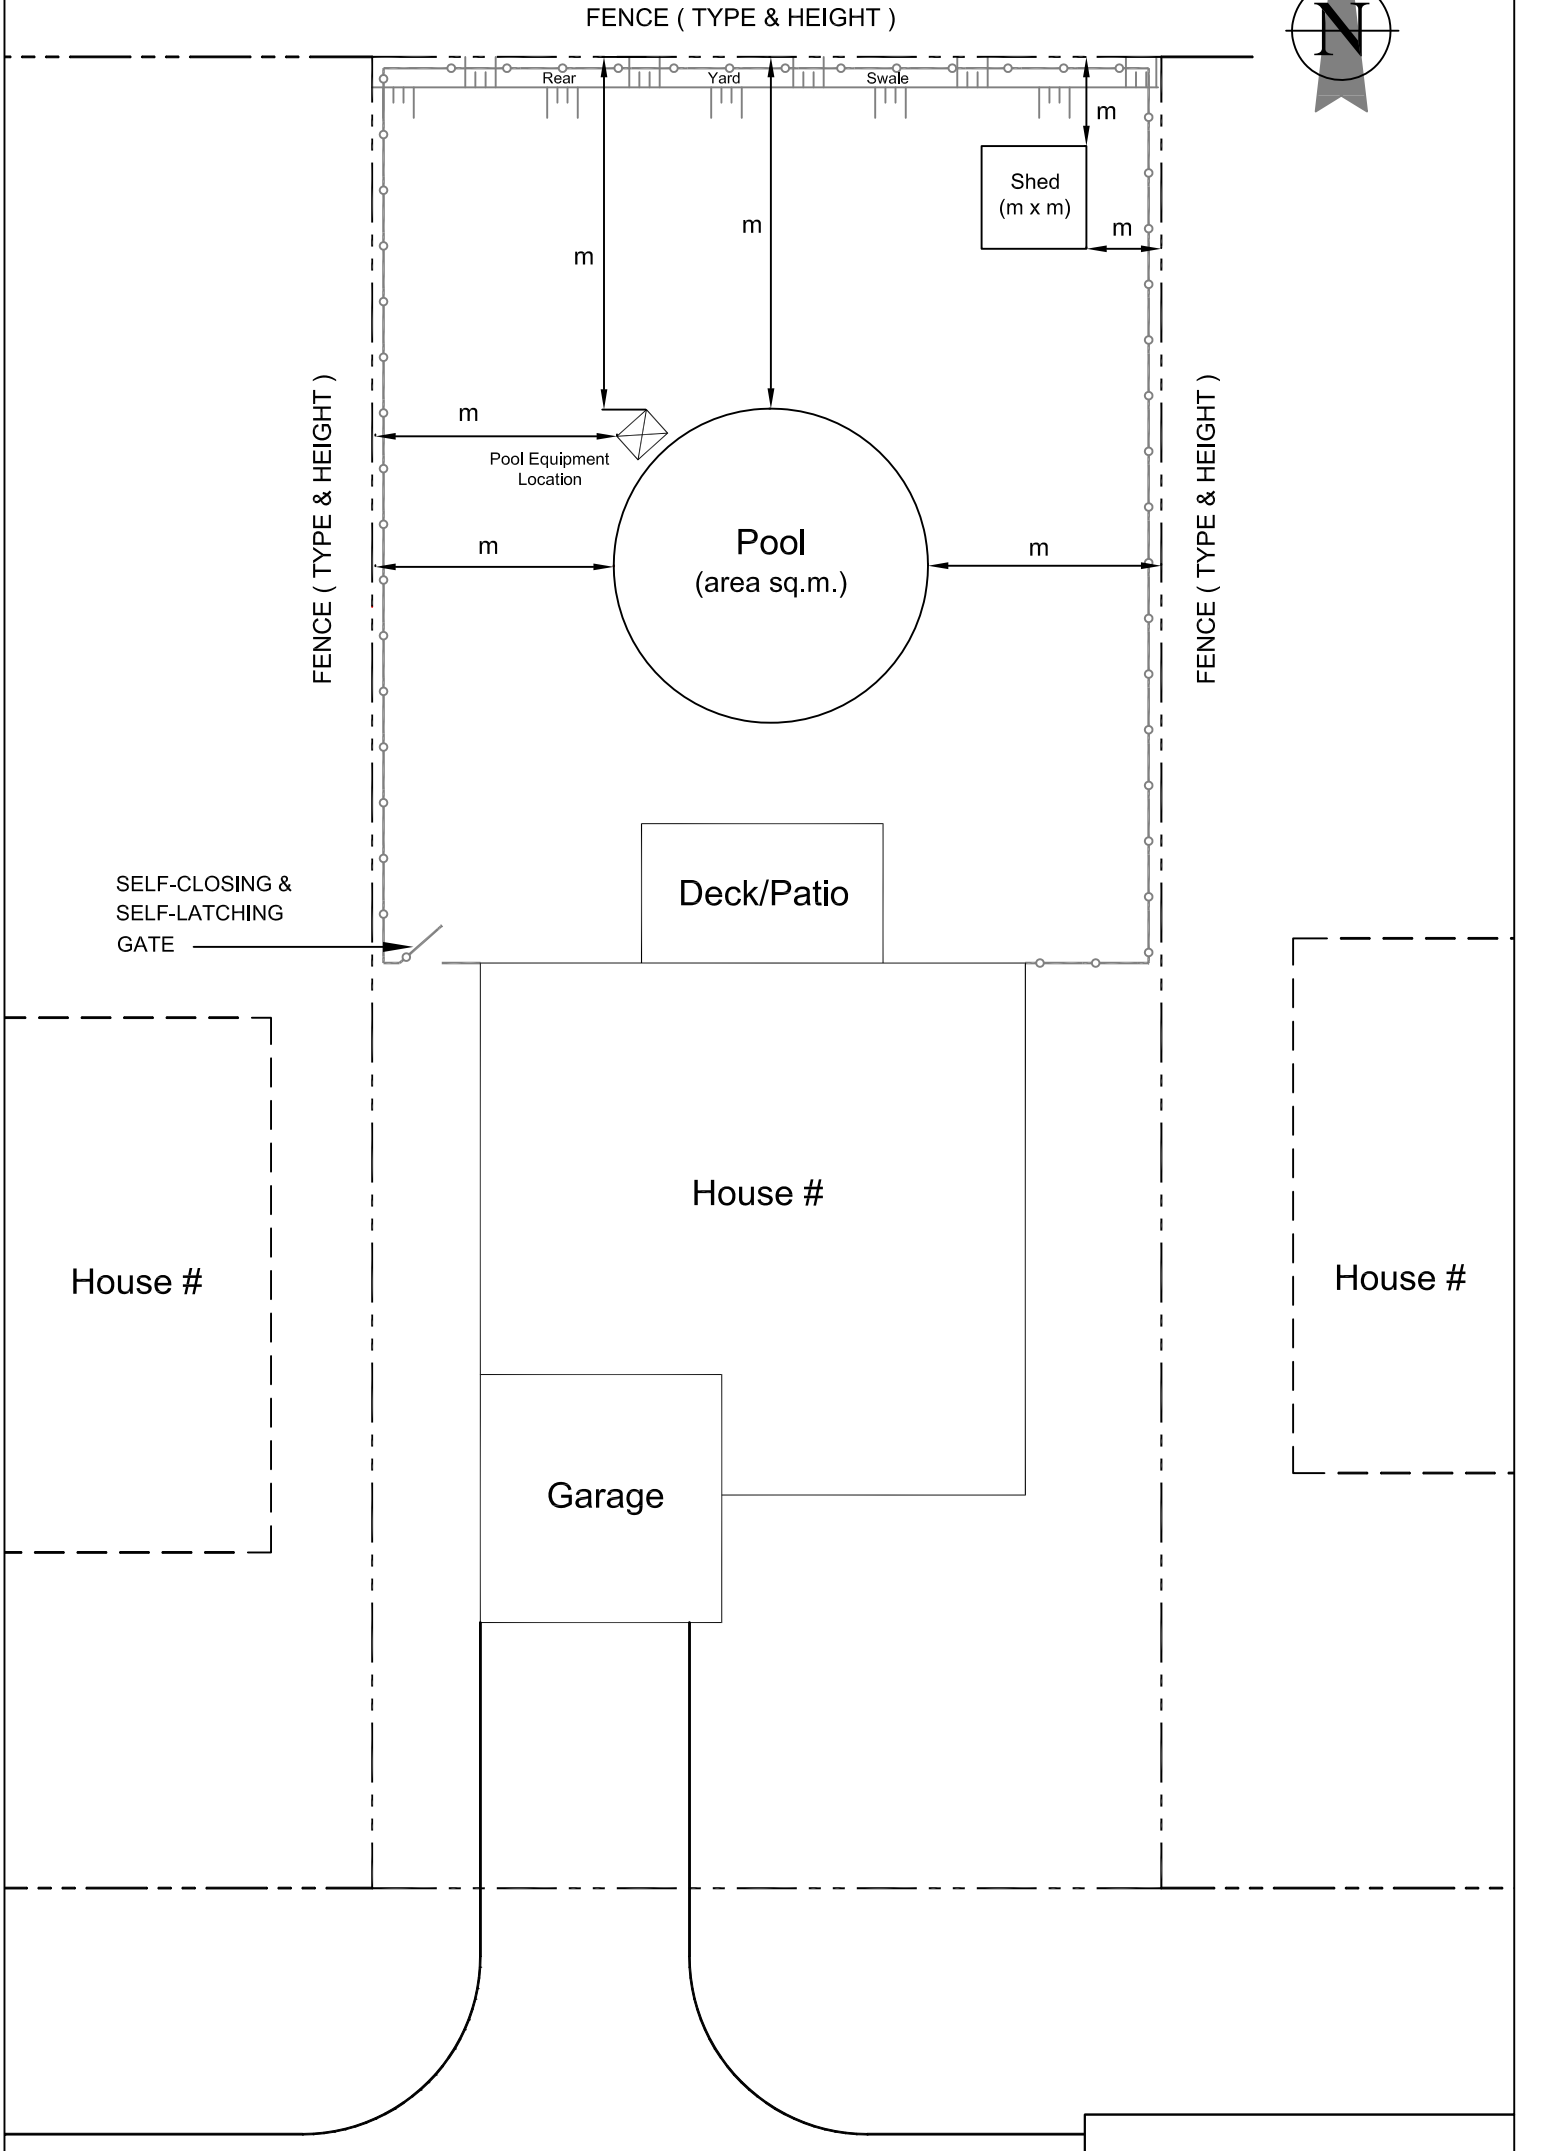 FENCE ( TYPE & HEIGHT )
N
Rear Yard Swale
m
Shed
(m x m)
m
m
m
FENCE ( TYPE & HEIGHT )
FENCE ( TYPE & HEIGHT )
m
Pool Equipment
Location
Pool
(area sq.m.)
m
m
SELF-CLOSING &
SELF-LATCHING
GATE
Deck/Patio
House #
House #
House #
Garage